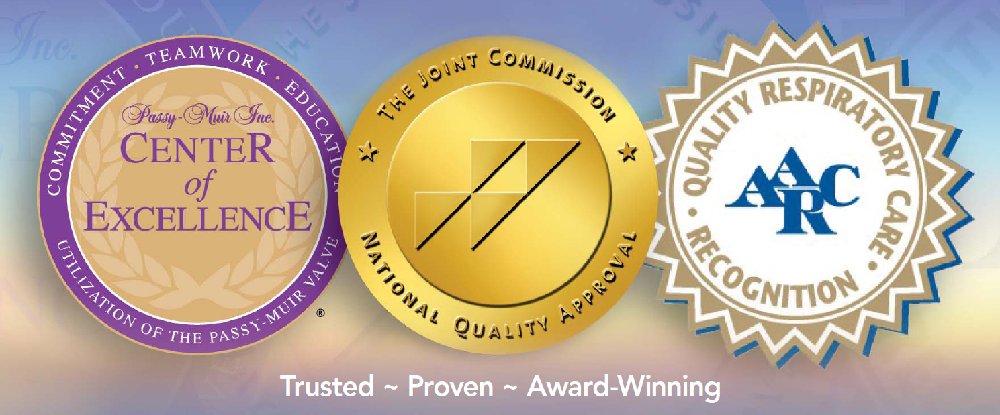 COMMITMENT · TEAMWORK · EDUCATION
Passy-Muir Inc.
CENTER
of
EXCELLENCE
UTILIZATION OF THE PASSY-MUIR VALVE
®
THE JOINT COMMISSION
NATIONAL QUALITY APPROVAL
· QUALITY RESPIRATORY CARE ·
AARC
RECOGNITION
Trusted ~ Proven ~ Award-Winning